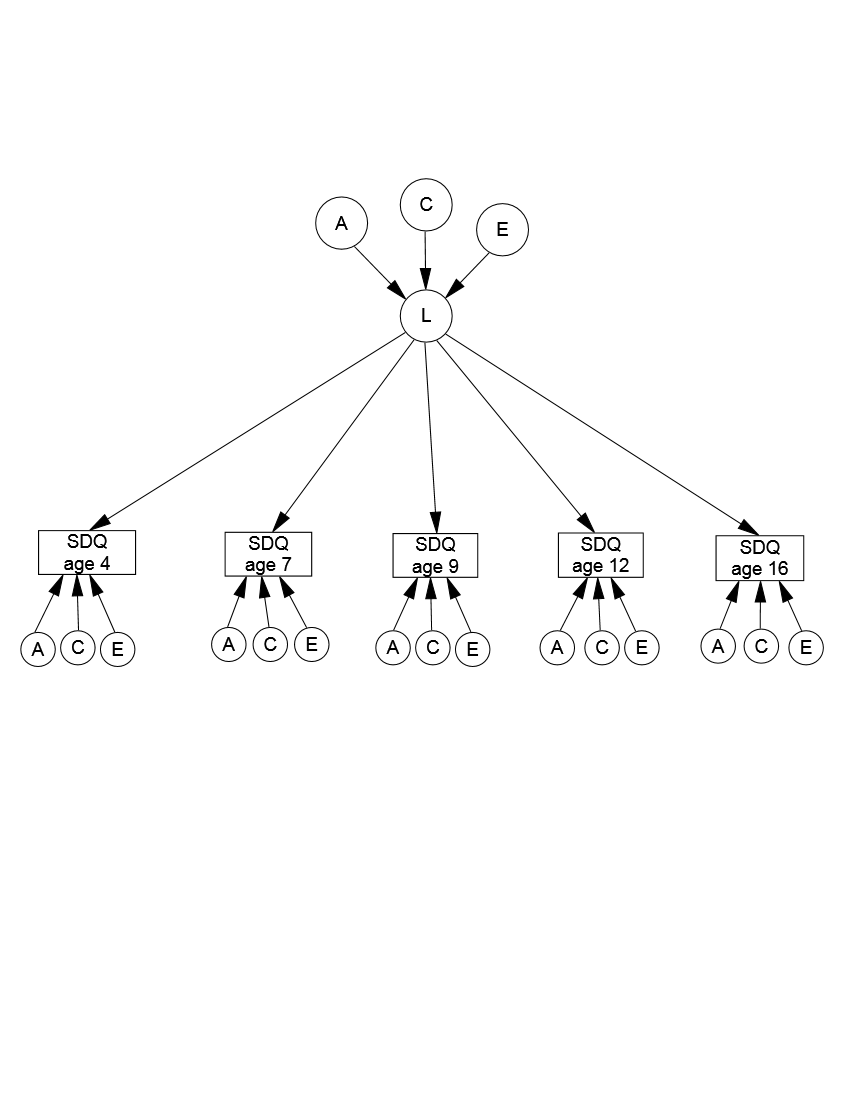 A
C
E
L
SDQ
age 4
SDQ
age 7
SDQ
age 9
SDQ
age 12
SDQ
age 16
A C E
A C E
A C E
A C E
A C E